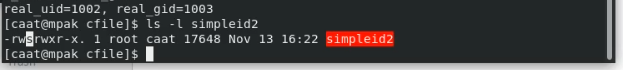 real_uid=1002, real_gid=1003
[caat@mpak cfile]$ ls -l simpleid2
-rwsrwxr-x. 1 root caat 17648 Nov 13 16:22 simpleid2
[caat@mpak cfile]$